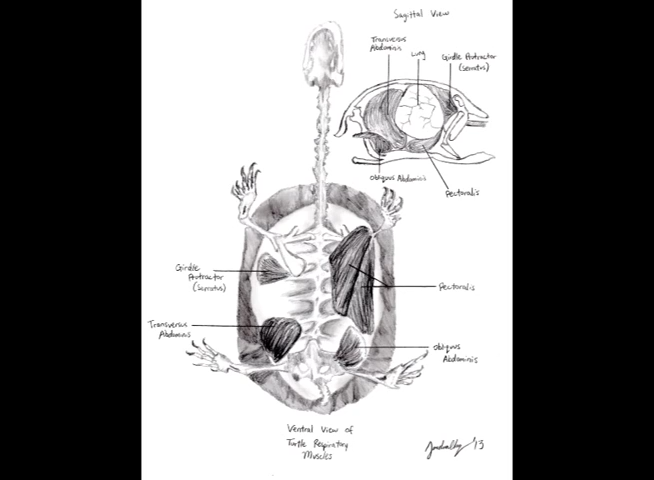 Sagittal View
Transversus
Abdominis
Lung
Girdle Protractor
(serratus)
Obliquus Abdominis
Pectoralis
Girdle
Protractor
(serratus)
Pectoralis
Transversus
Abdominis
Obliquus
Abdominis
Ventral View of
Turtle Respiratory
Muscles
'13